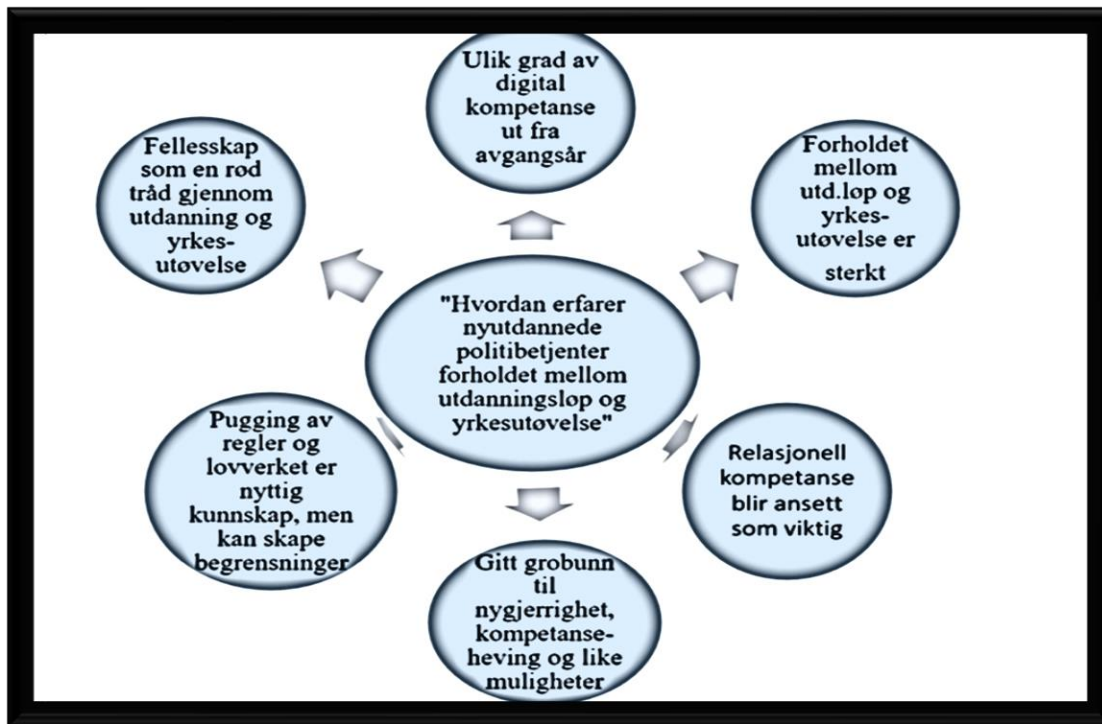 Ulik grad av
digital
kompetanse
ut fra
avgangsår
Fellesskap
som en rød
tråd gjennom
utdanning og
yrkes-
utøvelse
Forholdet
mellom
utd.løp og
yrkes-
utøvelse er
sterkt
"Hvordan erfarer
nyutdannede
politibetjenter
forholdet mellom
utdanningsløp og
yrkesutøvelse"
Pugging av
regler og
lovverket er
nyttig
kunnskap, men
kan skape
begrensninger
Relasjonell
kompetanse
blir ansett
som viktig
Gitt grobunn
til
nygjerrighet,
kompetanse-
heving og like
muligheter